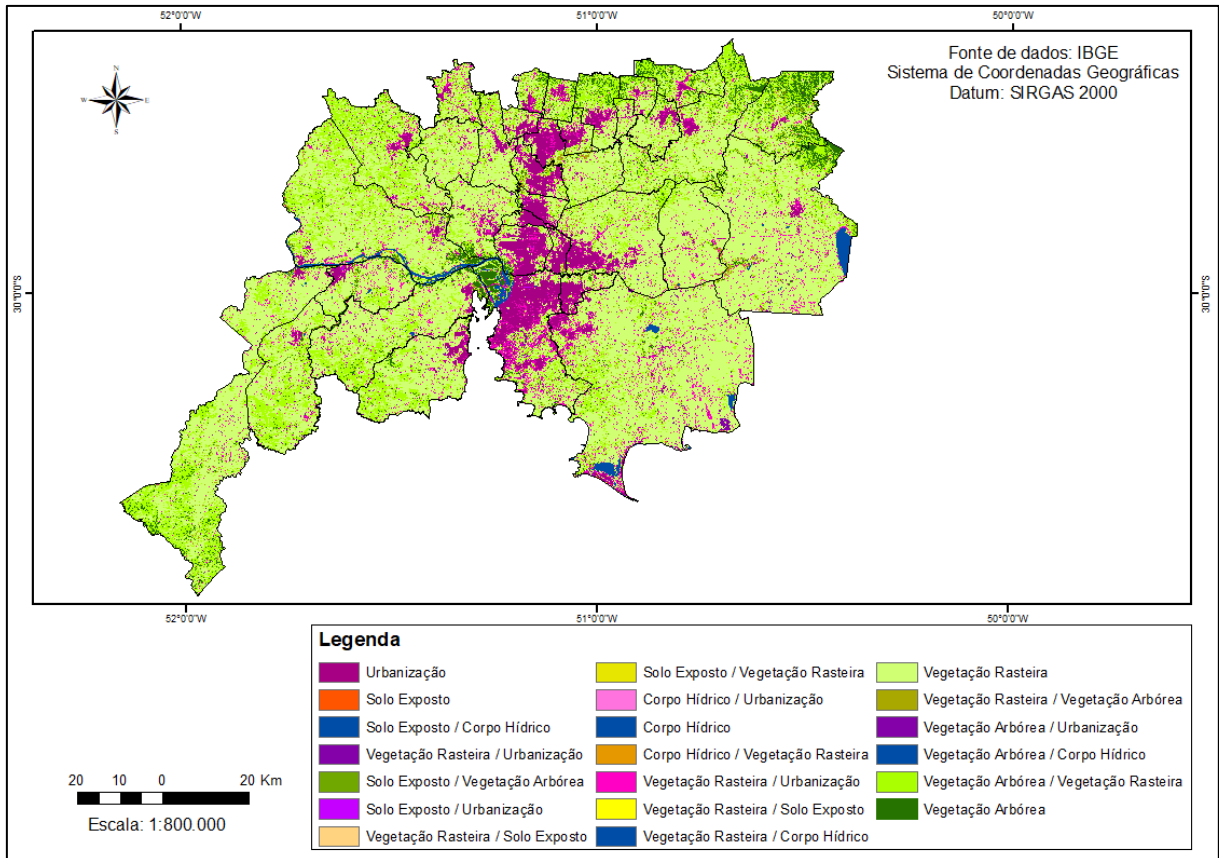 52°0'0"W 51°0'0"W 50°0'0"W
Fonte de dados: IBGE
Sistema de Coordenadas Geográficas
Datum: SIRGAS 2000
N
W E
S
30°0'0"S 30°0'0"S
52°0'0"W 51°0'0"W 50°0'0"W
Legenda
Urbanização
Solo Exposto
Solo Exposto / Corpo Hídrico
Vegetação Rasteira / Urbanização
Solo Exposto / Vegetação Arbórea
Solo Exposto / Urbanização
Vegetação Rasteira / Solo Exposto
Solo Exposto / Vegetação Rasteira
Corpo Hídrico / Urbanização
Corpo Hídrico
Corpo Hídrico / Vegetação Rasteira
Vegetação Rasteira / Urbanização
Vegetação Rasteira / Solo Exposto
Vegetação Rasteira / Corpo Hídrico
Vegetação Rasteira
Vegetação Rasteira / Vegetação Arbórea
Vegetação Arbórea / Urbanização
Vegetação Arbórea / Corpo Hídrico
Vegetação Arbórea / Vegetação Rasteira
Vegetação Arbórea
20 10 0 20 Km
Escala: 1:800.000